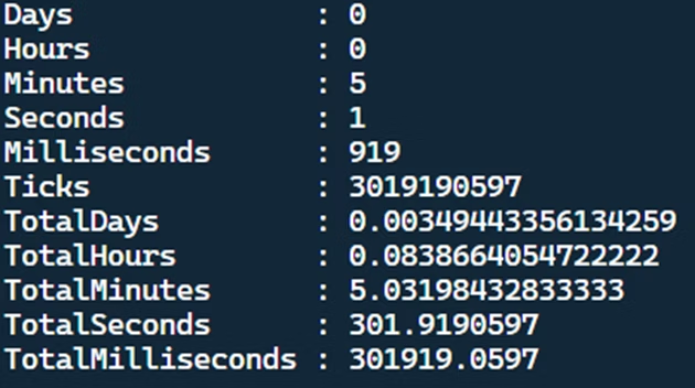 Days              : 0
Hours             : 0
Minutes           : 5
Seconds           : 1
Milliseconds      : 919
Ticks             : 3019190597
TotalDays         : 0.00349443356134259
TotalHours        : 0.0838664054722222
TotalMinutes      : 5.03198432833333
TotalSeconds      : 301.9190597
TotalMilliseconds : 301919.0597